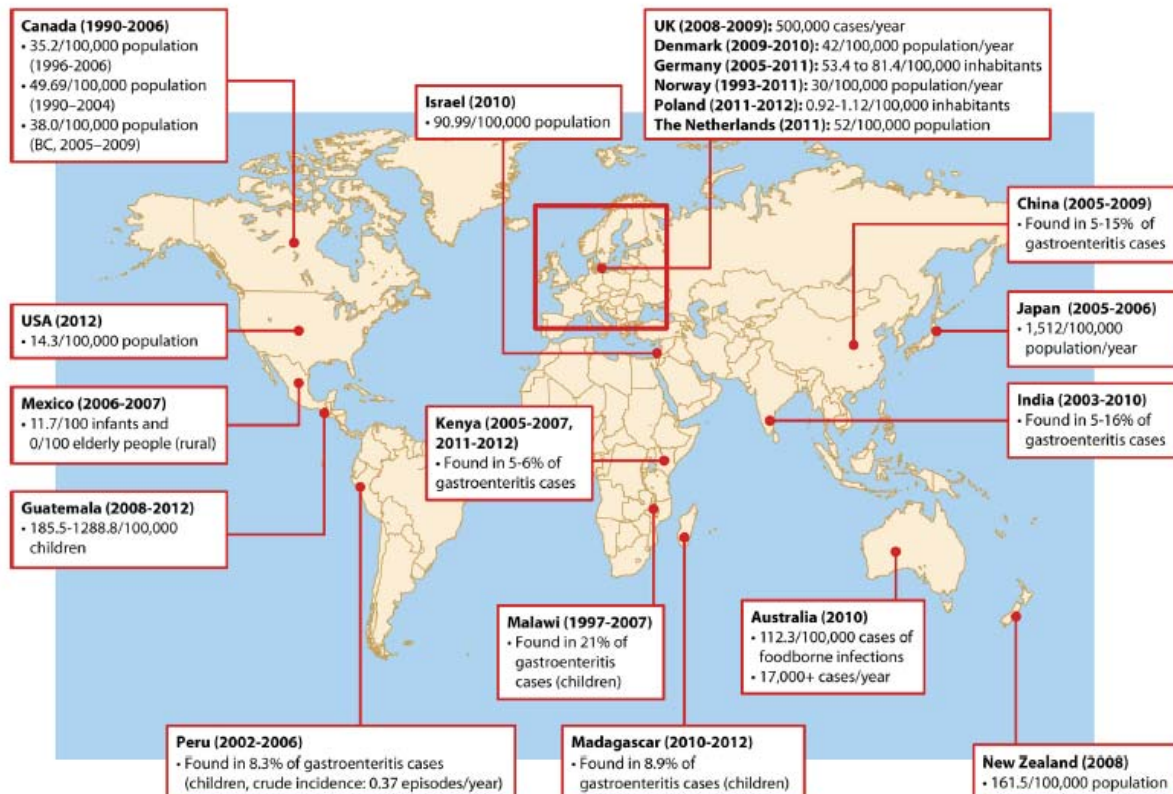 Canada (1990-2006)
• 35.2/100,000 population
(1996-2006)
• 49.69/100,000 population
(1990–2004)
• 38.0/100,000 population
(BC, 2005–2009)
Israel (2010)
• 90.99/100,000 population
UK (2008-2009): 500,000 cases/year
Denmark (2009-2010): 42/100,000 population/year
Germany (2005-2011): 53.4 to 81.4/100,000 inhabitants
Norway (1993-2011): 30/100,000 population/year
Poland (2011-2012): 0.92-1.12/100,000 inhabitants
The Netherlands (2011): 52/100,000 population
China (2005-2009)
• Found in 5-15% of
gastroenteritis cases
USA (2012)
• 14.3/100,000 population
Japan (2005-2006)
• 1,512/100,000
population/year
Mexico (2006-2007)
• 11.7/100 infants and
0/100 elderly people (rural)
Kenya (2005-2007,
2011-2012)
• Found in 5-6% of
gastroenteritis cases
India (2003-2010)
• Found in 5-16% of
gastroenteritis cases
Guatemala (2008-2012)
• 185.5-1288.8/100,000
children
Malawi (1997-2007)
• Found in 21% of
gastroenteritis
cases (children)
Australia (2010)
• 112.3/100,000 cases of
foodborne infections
• 17,000+ cases/year
Peru (2002-2006)
• Found in 8.3% of gastroenteritis cases
(children, crude incidence: 0.37 episodes/year)
Madagascar (2010-2012)
• Found in 8.9% of
gastroenteritis cases (children)
New Zealand (2008)
• 161.5/100,000 population